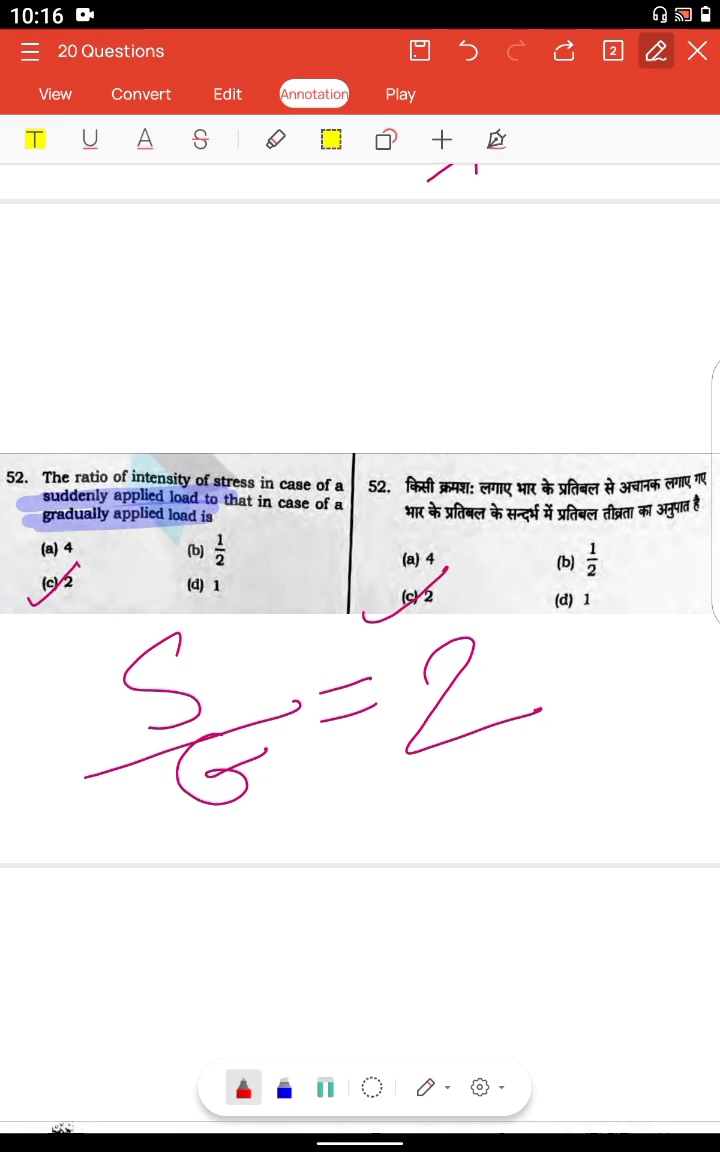 10:16
20 Questions
2
View Convert Edit Annotation Play
T U A S
52. The ratio of intensity of stress in case of a
suddenly applied load to that in case of a
gradually applied load is
(a) 4 (b) 1/2
(c) 2 (d) 1
52. किसी क्रमश: लगाए भार के प्रतिबल से अचानक लगाए गए
भार के प्रतिबल के सन्दर्भ में प्रतिबल तीव्रता का अनुपात है
(a) 4 (b) 1/2
(c) 2 (d) 1
S/G = 2